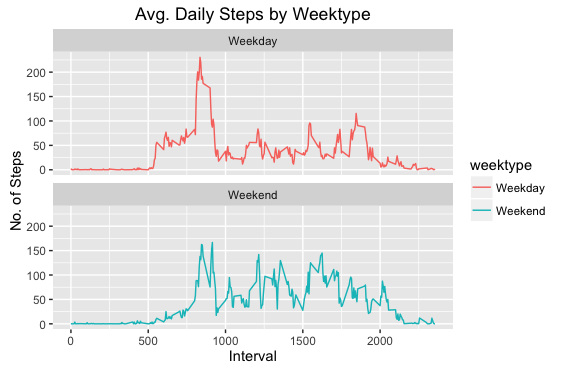 Avg. Daily Steps by Weektype
Weekday
200
150
100
50
0
No. of Steps
Weekend
200
150
100
50
0
0 500 1000 1500 2000
Interval
weektype
Weekday
Weekend